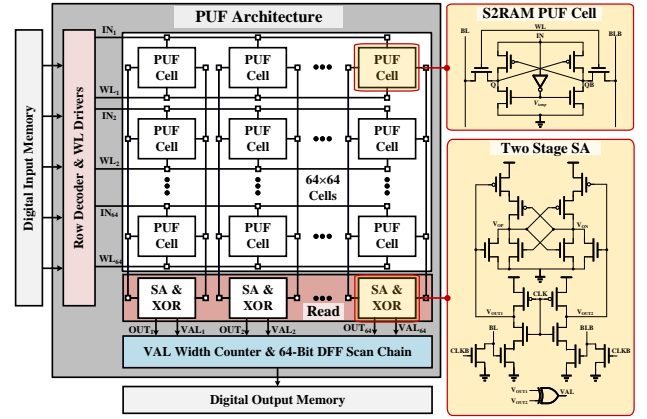 PUF Architecture
Digital Input Memory
Row Decoder & WL Drivers
IN1
PUF
Cell
PUF
Cell
PUF
Cell
WL1
IN2
PUF
Cell
PUF
Cell
PUF
Cell
WL2
64×64
Cells
IN64
PUF
Cell
PUF
Cell
PUF
Cell
WL64
SA &
XOR
SA &
XOR
SA &
XOR
Read
OUT1 VAL1 OUT2 VAL2 OUT64 VAL64
VAL Width Counter & 64-Bit DFF Scan Chain
Digital Output Memory
S2RAM PUF Cell
BL WL BLB
IN
Q QB
Vcomp
Two Stage SA
VOP VON
CLK
VOUT1 VOUT2
BL BLB
CLKB CLKB
VOUT1
VOUT2
VAL